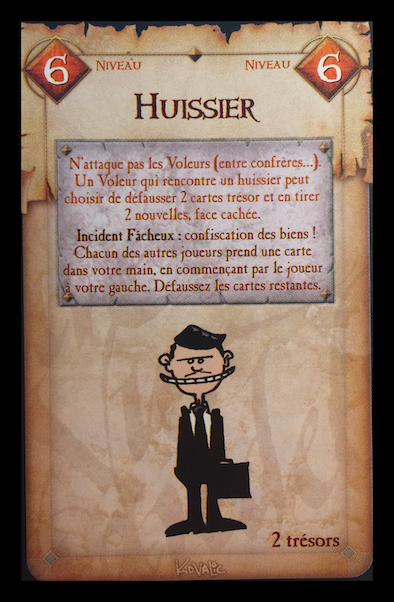 6 Niveau Niveau 6
Huissier
N'attaque pas les Voleurs (entre confrères...).
Un Voleur qui rencontre un huissier peut
choisir de défausser 2 cartes trésor et en tirer
2 nouvelles, face cachée.
Incident Fâcheux : confiscation des biens !
Chacun des autres joueurs prend une carte
dans votre main, en commençant par le joueur
à votre gauche. Défaussez les cartes restantes.
2 trésors
Kovalic